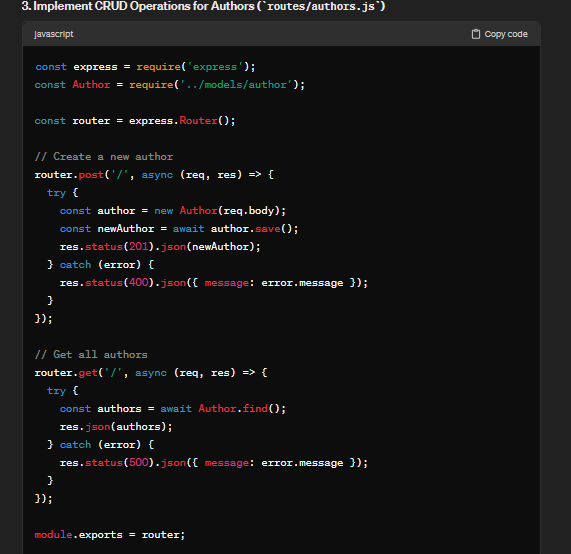 3. Implement CRUD Operations for Authors (`routes/authors.js`)
javascript
Copy code
const express = require('express');
const Author = require('../models/author');
const router = express.Router();
// Create a new author
router.post('/', async (req, res) => {
  try {
    const author = new Author(req.body);
    const newAuthor = await author.save();
    res.status(201).json(newAuthor);
  } catch (error) {
    res.status(400).json({ message: error.message });
  }
});
// Get all authors
router.get('/', async (req, res) => {
  try {
    const authors = await Author.find();
    res.json(authors);
  } catch (error) {
    res.status(500).json({ message: error.message });
  }
});
module.exports = router;